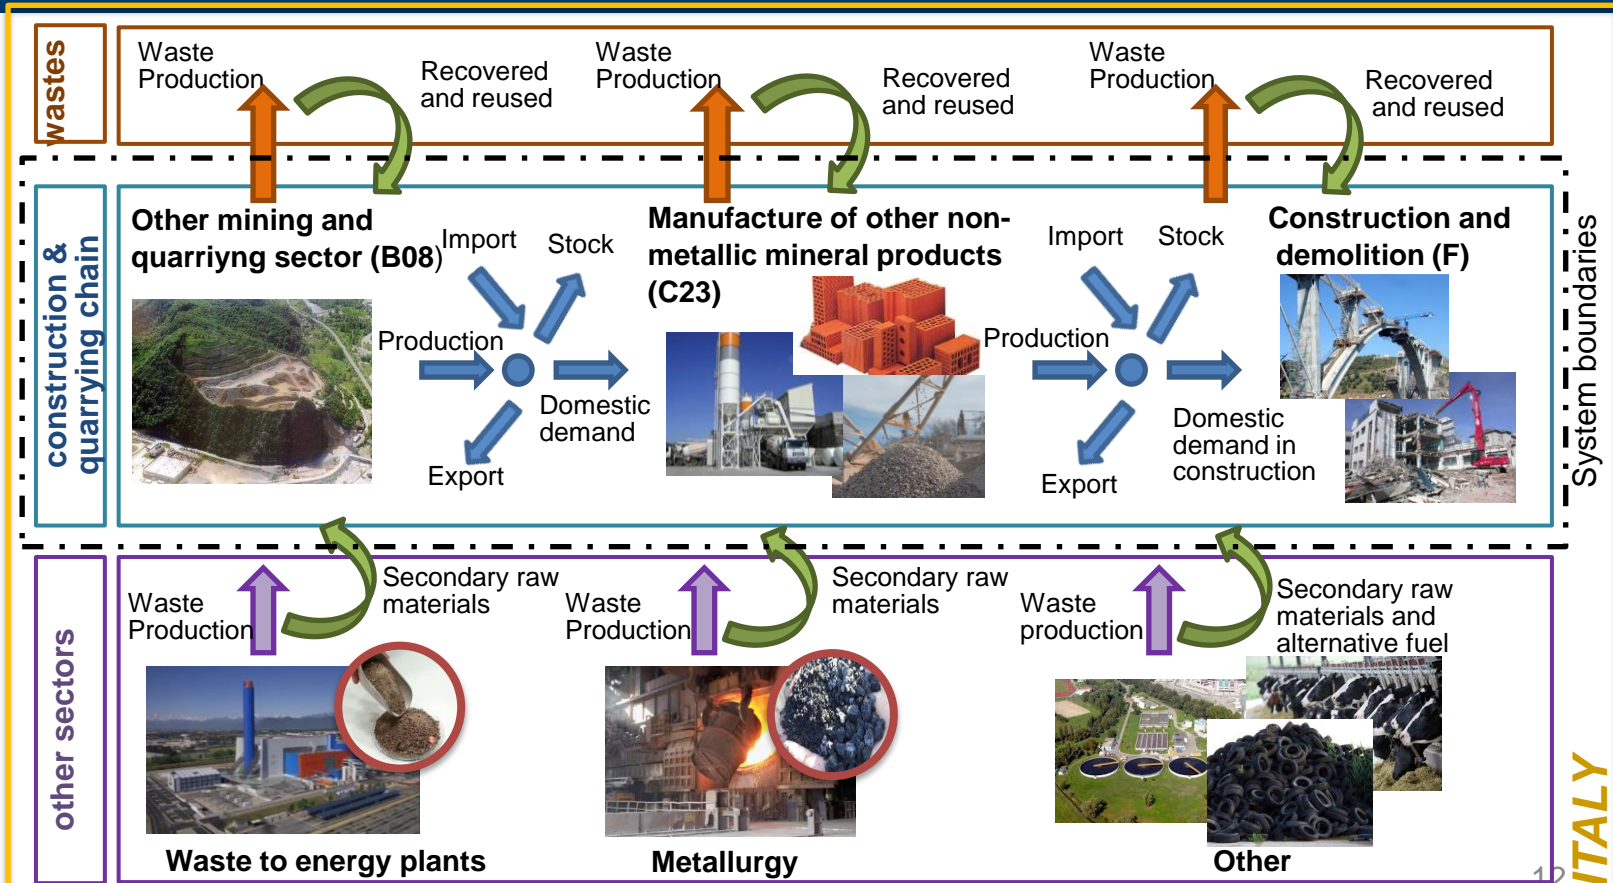 wastes
Waste
Production
Recovered
and reused
Waste
Production
Recovered
and reused
Waste
Production
Recovered
and reused
construction &
quarrying chain
Other mining and
quarriyng sector (B08)
Import
Stock
Production
Domestic
demand
Export
Manufacture of other non-
metallic mineral products
(C23)
Import
Stock
Production
Domestic
demand in
construction
Export
Construction and
demolition (F)
System boundaries
other sectors
Waste
Production
Secondary raw
materials
Waste to energy plants
Waste
Production
Secondary raw
materials
Metallurgy
Waste
production
Secondary raw
materials and
alternative fuel
Other
12
ITALY